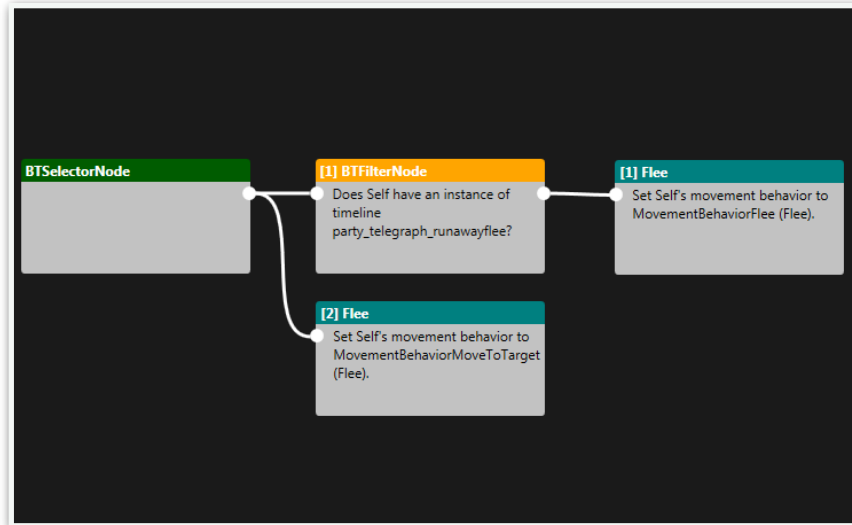 BTSelectorNode
[1] BTFilterNode
Does Self have an instance of
timeline
party_telegraph_runawayflee?
[1] Flee
Set Self's movement behavior to
MovementBehaviorFlee (Flee).
[2] Flee
Set Self's movement behavior to
MovementBehaviorMoveToTarget
(Flee).